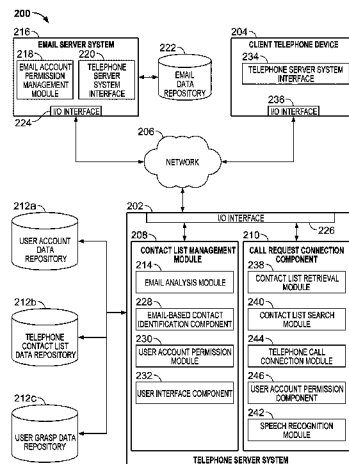 200
216
EMAIL SERVER SYSTEM
218
EMAIL ACCOUNT
PERMISSION
MANAGEMENT
MODULE
220
TELEPHONE
SERVER
SYSTEM
INTERFACE
I/O INTERFACE
224
222
EMAIL
DATA
REPOSITORY
204
CLIENT TELEPHONE DEVICE
234
TELEPHONE SERVER SYSTEM
INTERFACE
236
I/O INTERFACE
206
NETWORK
212a
USER ACCOUNT
DATA
REPOSITORY
212b
TELEPHONE
CONTACT LIST
DATA REPOSITORY
212c
USER GRASP DATA
REPOSITORY
202
I/O INTERFACE
226
208
CONTACT LIST MANAGEMENT
MODULE
214
EMAIL ANALYSIS MODULE
228
EMAIL-BASED CONTACT
IDENTIFICATION COMPONENT
230
USER ACCOUNT PERMISSION
MODULE
232
USER INTERFACE COMPONENT
210
CALL REQUEST CONNECTION
COMPONENT
238
CONTACT LIST RETRIEVAL
MODULE
240
CONTACT LIST SEARCH
MODULE
244
TELEPHONE CALL
CONNECTION MODULE
246
USER ACCOUNT PERMISSION
COMPONENT
242
SPEECH RECOGNITION
MODULE
TELEPHONE SERVER SYSTEM